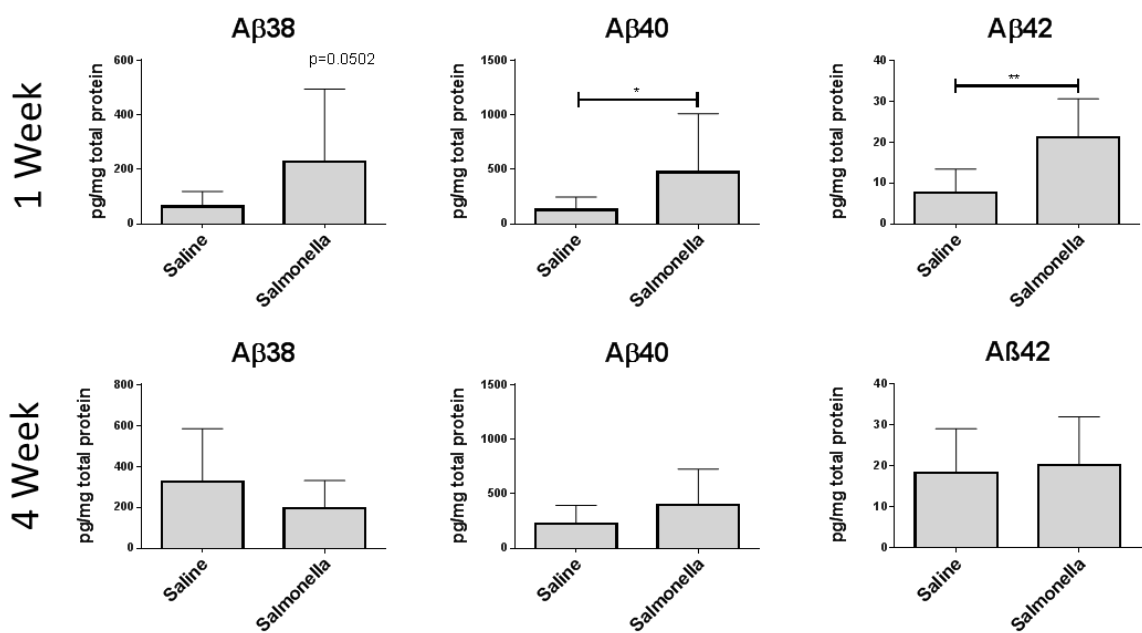 1 Week
Aβ38
p=0.0502
pg/mg total protein
600
400
200
0
Saline
Salmonella
Aβ40
*
pg/mg total protein
1500
1000
500
0
Saline
Salmonella
Aβ42
**
pg/mg total protein
40
30
20
10
0
Saline
Salmonella
4 Week
Aβ38
pg/mg total protein
800
600
400
200
0
Saline
Salmonella
Aβ40
pg/mg total protein
1500
1000
500
0
Saline
Salmonella
Aß42
pg/mg total protein
40
30
20
10
0
Saline
Salmonella